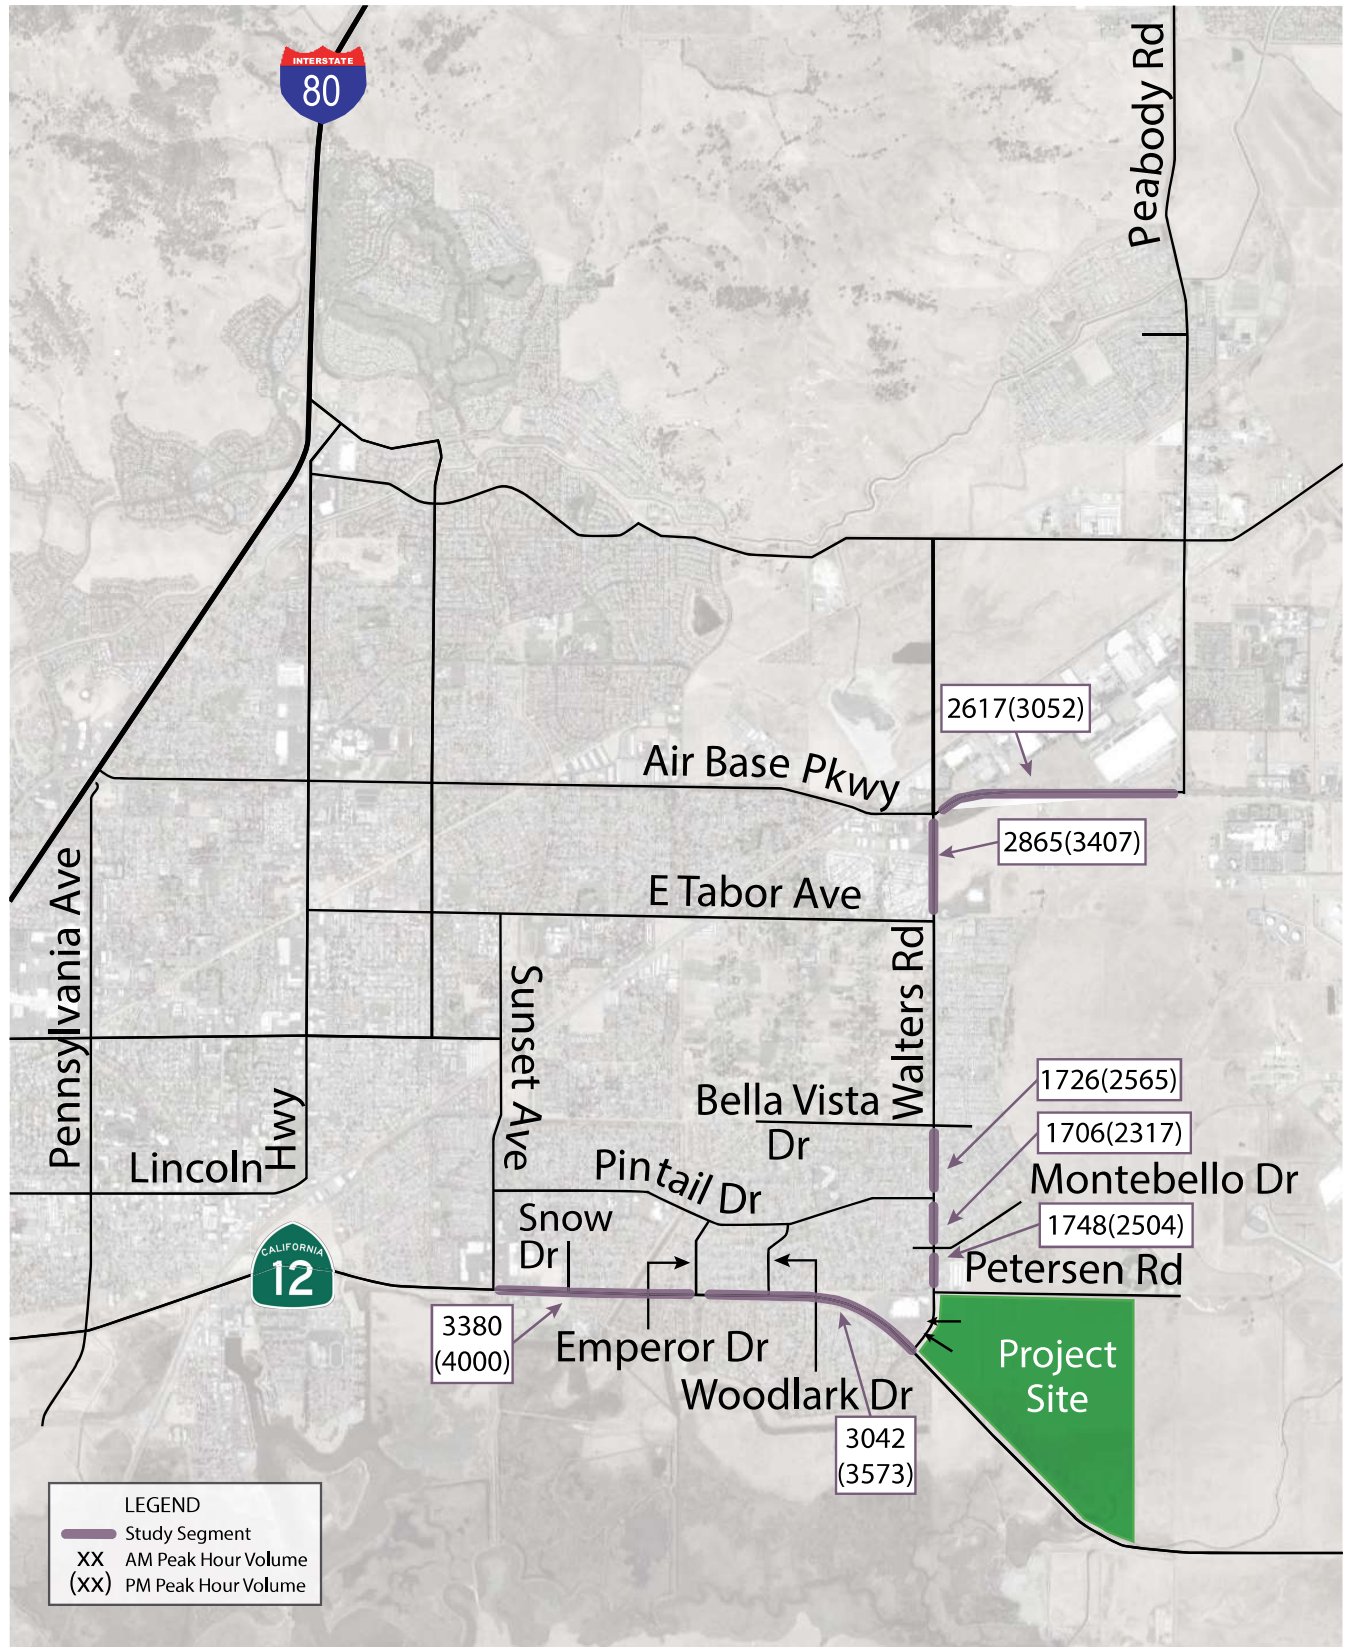 INTERSTATE
80
Peabody Rd
2617(3052)
Air Base Pkwy
2865(3407)
E Tabor Ave
Pennsylvania Ave
Sunset Ave
Walters Rd
1726(2565)
Bella Vista
Dr
1706(2317)
Lincoln
Hwy
Pintail Dr
Montebello Dr
Snow
Dr
1748(2504)
CALIFORNIA
12
Petersen Rd
3380
(4000)
Emperor Dr
Project
Site
Woodlark Dr
3042
(3573)
LEGEND
Study Segment
XX AM Peak Hour Volume
(XX) PM Peak Hour Volume